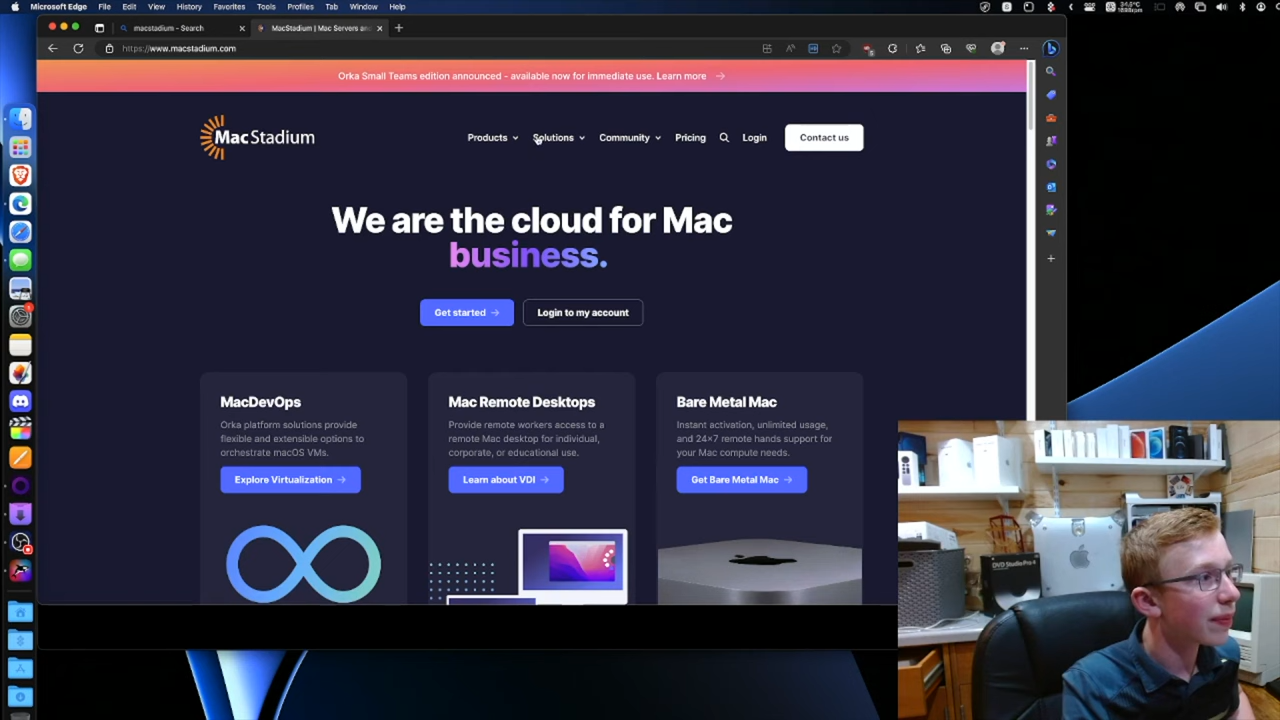 Microsoft Edge File Edit View History Favorites Tools Profiles Tab Window Help
macstadium - Search
MacStadium | Mac Servers an
https://www.macstadium.com
Orka Small Teams edition announced - available now for immediate use. Learn more →
MacStadium
Products Solutions Community Pricing Login Contact us
We are the cloud for Mac
business.
Get started →
Login to my account
MacDevOps
Orka platform solutions provide
flexible and extensible options to
orchestrate macOS VMs.
Explore Virtualization →
Mac Remote Desktops
Provide remote workers access to a
remote Mac desktop for individual,
corporate, or educational use.
Learn about VDI →
Bare Metal Mac
Instant activation, unlimited usage,
and 24×7 remote hands support for
your Mac compute needs.
Get Bare Metal Mac →
DVD Studio Pro 4